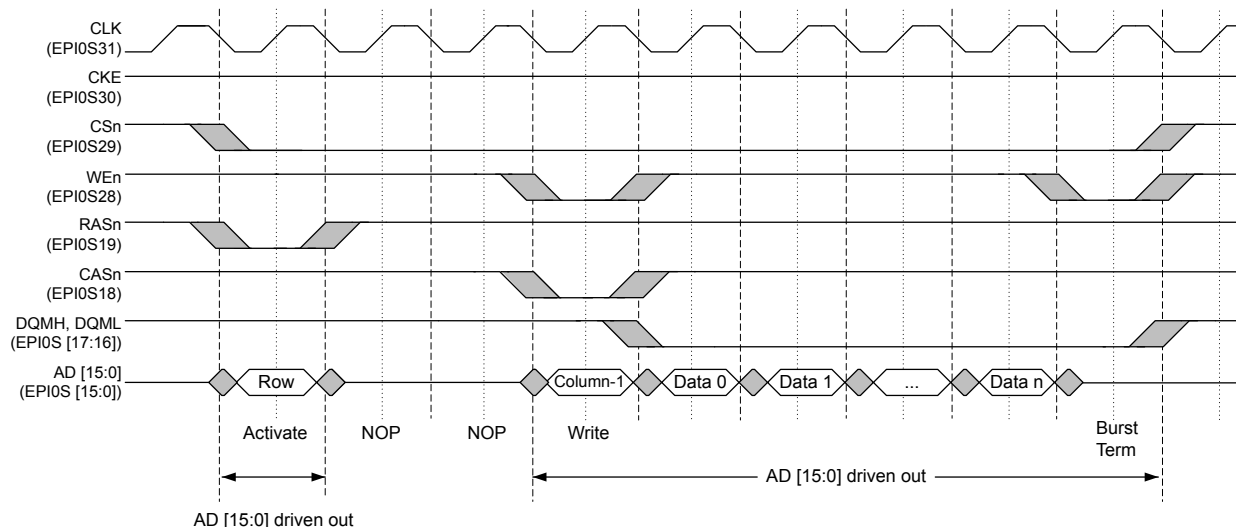 CLK
(EPI0S31)
CKE
(EPI0S30)
CSn
(EPI0S29)
WEn
(EPI0S28)
RASn
(EPI0S19)
CASn
(EPI0S18)
DQMH, DQML
(EPI0S [17:16])
AD [15:0]
(EPI0S [15:0])
Row Column-1 Data 0 Data 1 ... Data n
Activate NOP NOP Write Burst
Term
AD [15:0] driven out
AD [15:0] driven out